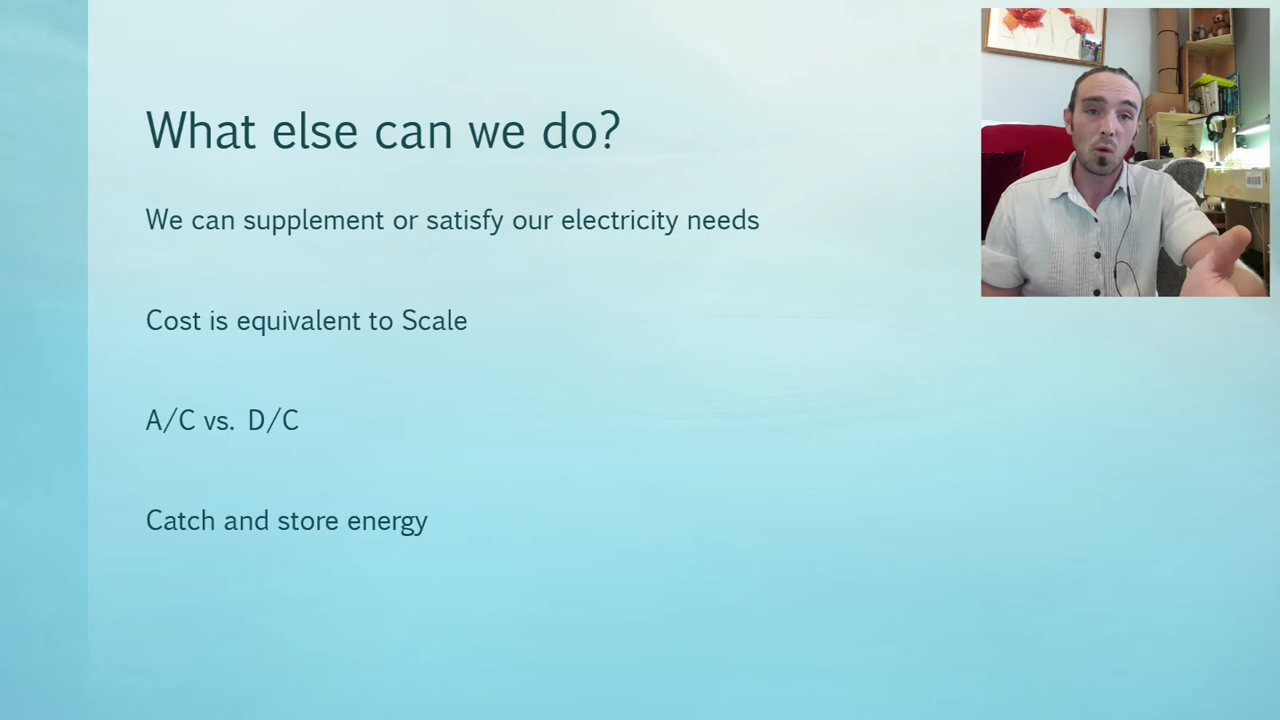 What else can we do?
We can supplement or satisfy our electricity needs
Cost is equivalent to Scale
A/C vs. D/C
Catch and store energy